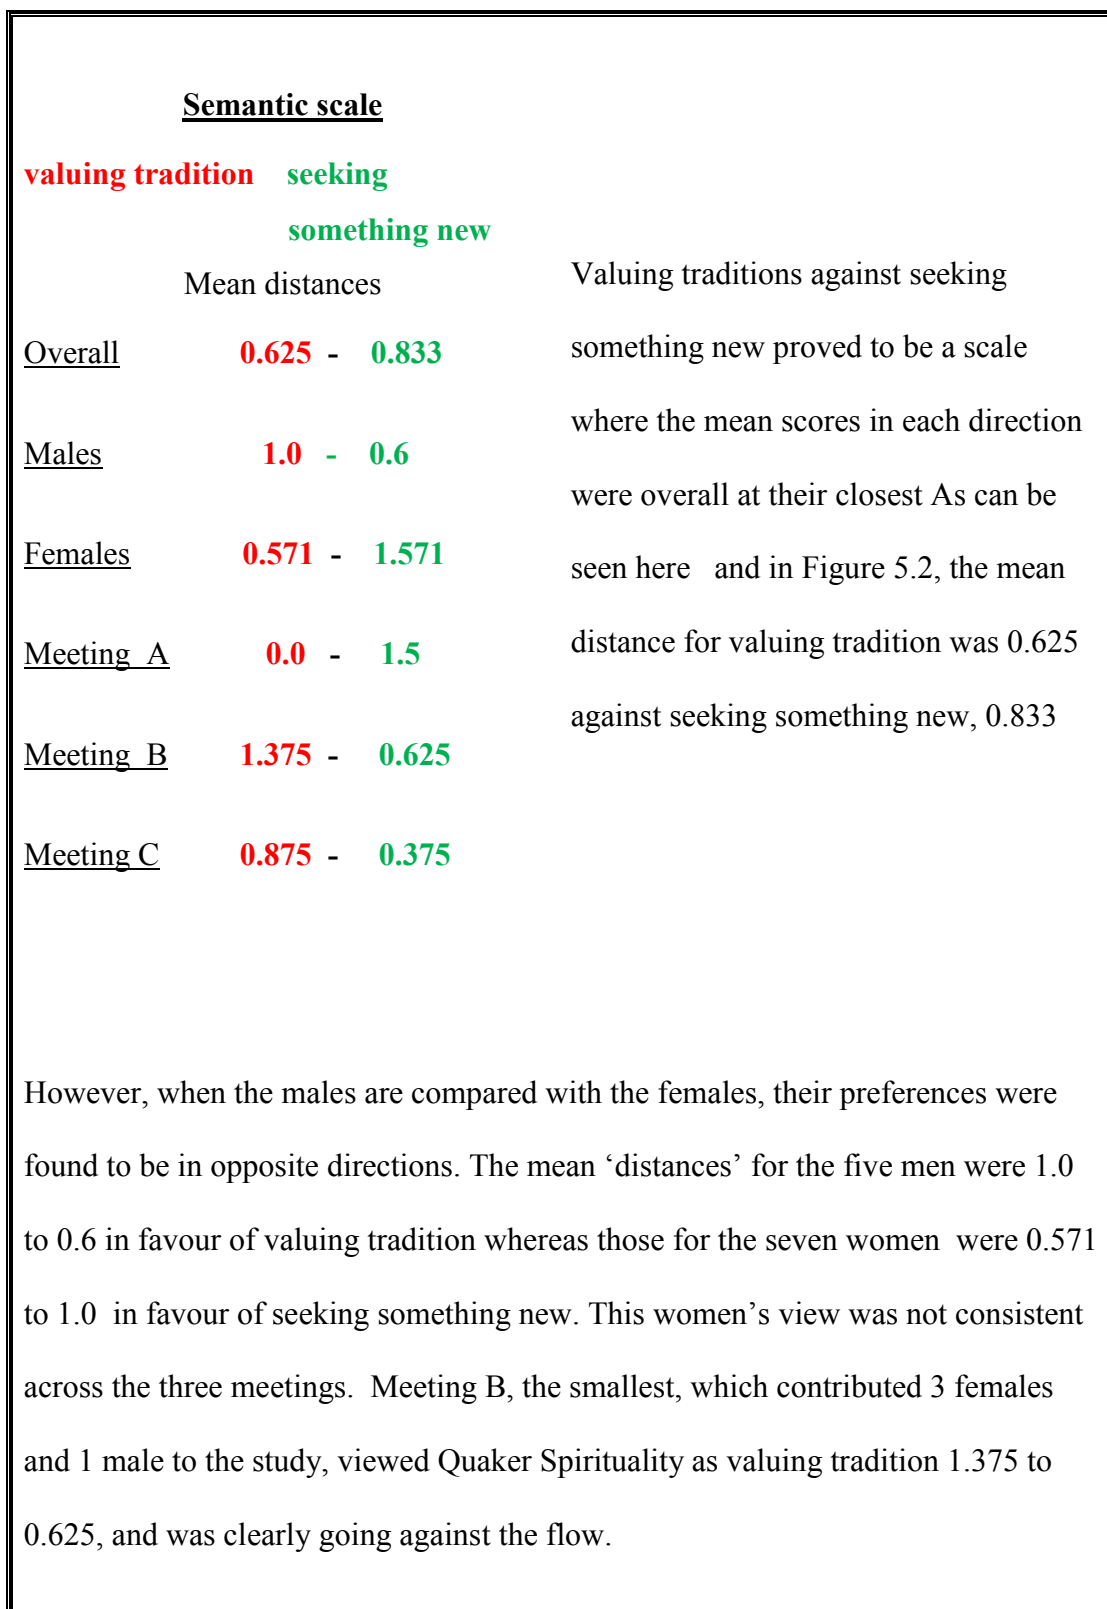 Semantic scale
valuing tradition seeking
something new
Mean distances
Overall 0.625 - 0.833
Males 1.0 - 0.6
Females 0.571 - 1.571
Meeting A 0.0 - 1.5
Meeting B 1.375 - 0.625
Meeting C 0.875 - 0.375
Valuing traditions against seeking
something new proved to be a scale
where the mean scores in each direction
were overall at their closest As can be
seen here and in Figure 5.2, the mean
distance for valuing tradition was 0.625
against seeking something new, 0.833
However, when the males are compared with the females, their preferences were
found to be in opposite directions. The mean ‘distances’ for the five men were 1.0
to 0.6 in favour of valuing tradition whereas those for the seven women were 0.571
to 1.0 in favour of seeking something new. This women’s view was not consistent
across the three meetings. Meeting B, the smallest, which contributed 3 females
and 1 male to the study, viewed Quaker Spirituality as valuing tradition 1.375 to
0.625, and was clearly going against the flow.